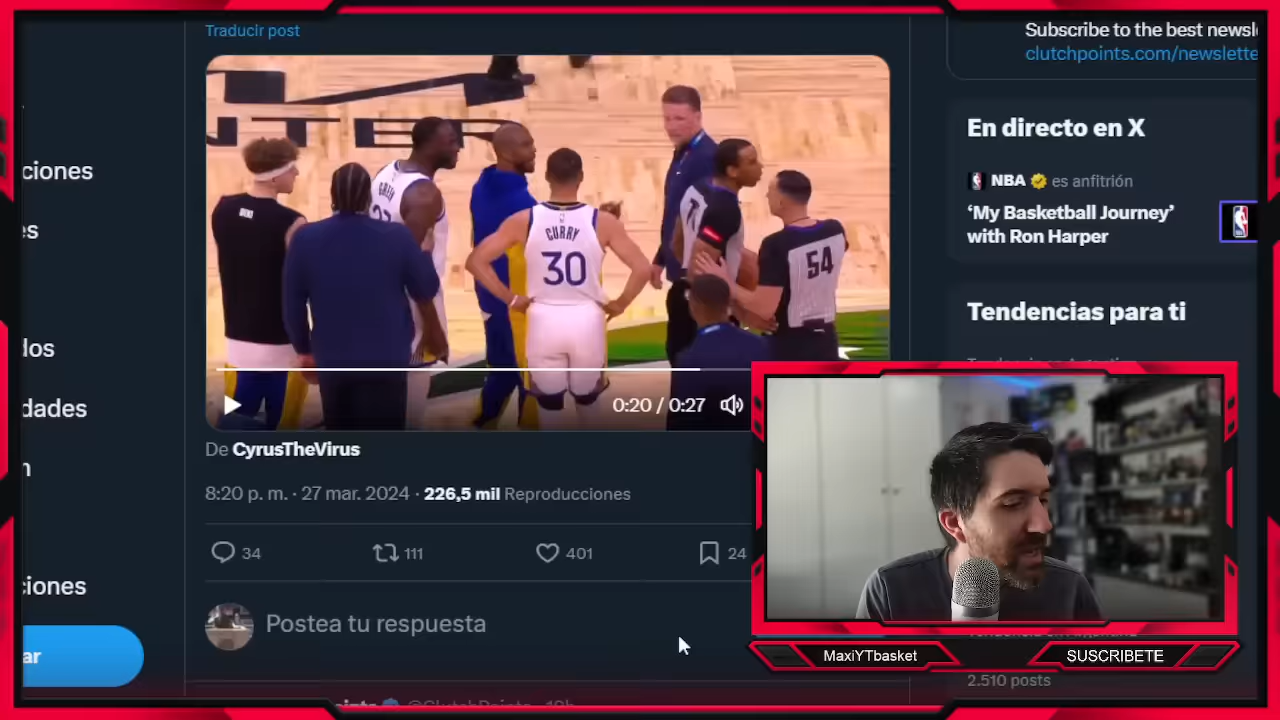 Traducir post
Subscribe to the best newsl
clutchpoints.com/newslette
En directo en X
NBA es anfitrión
'My Basketball Journey'
with Ron Harper
Tendencias para ti
ciones
es
dos
dades
n
ciones
ar
GREEN
CURRY
30
54
0:20 / 0:27
De CyrusTheVirus
8:20 p. m. · 27 mar. 2024 · 226,5 mil Reproducciones
34
111
401
24
Postea tu respuesta
MaxiYTbasket
SUSCRIBETE
2.510 posts